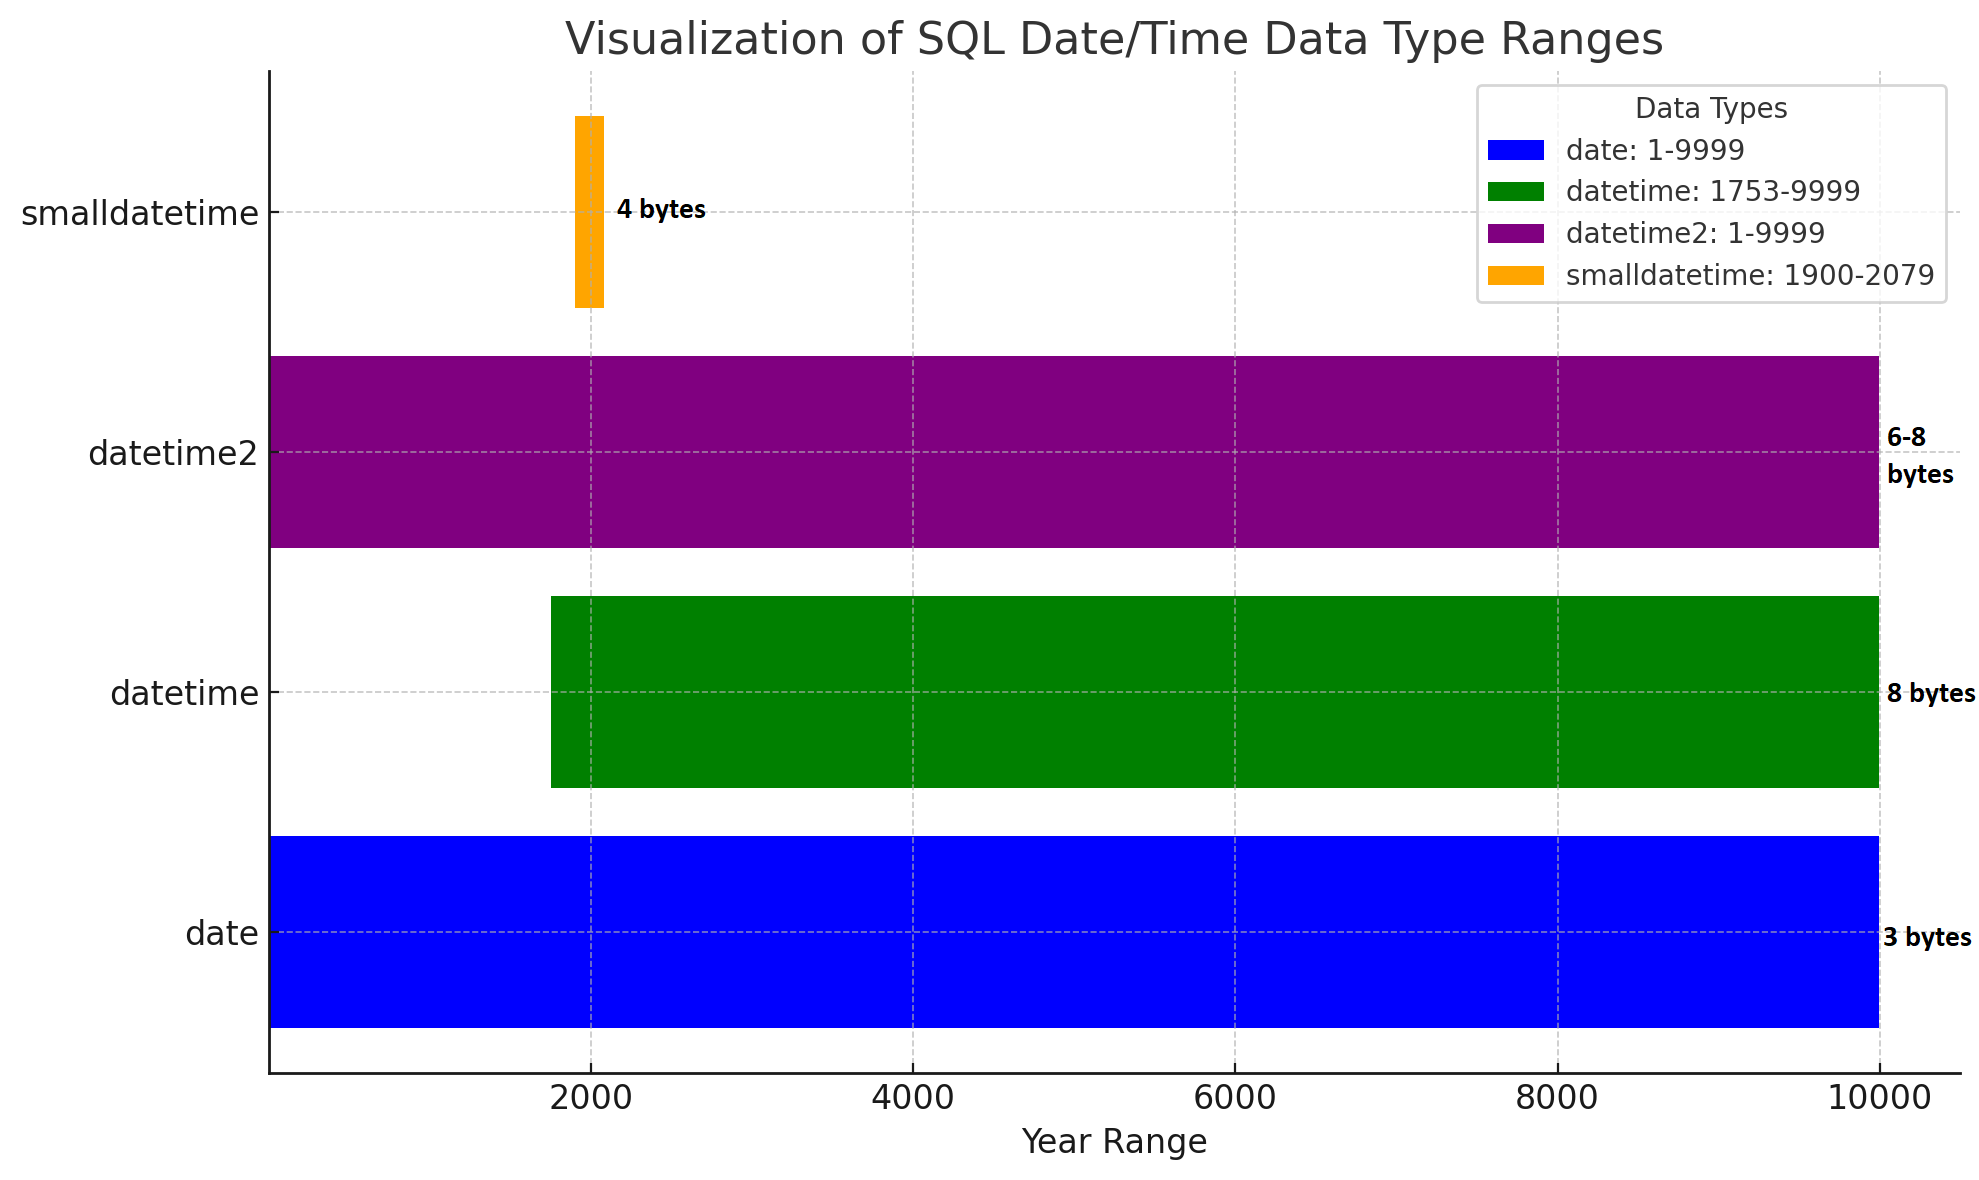 Visualization of SQL Date/Time Data Type Ranges
Data Types
date: 1-9999
datetime: 1753-9999
datetime2: 1-9999
smalldatetime: 1900-2079
smalldatetime
4 bytes
datetime2
6-8
bytes
datetime
8 bytes
date
3 bytes
2000
4000
6000
8000
10000
Year Range